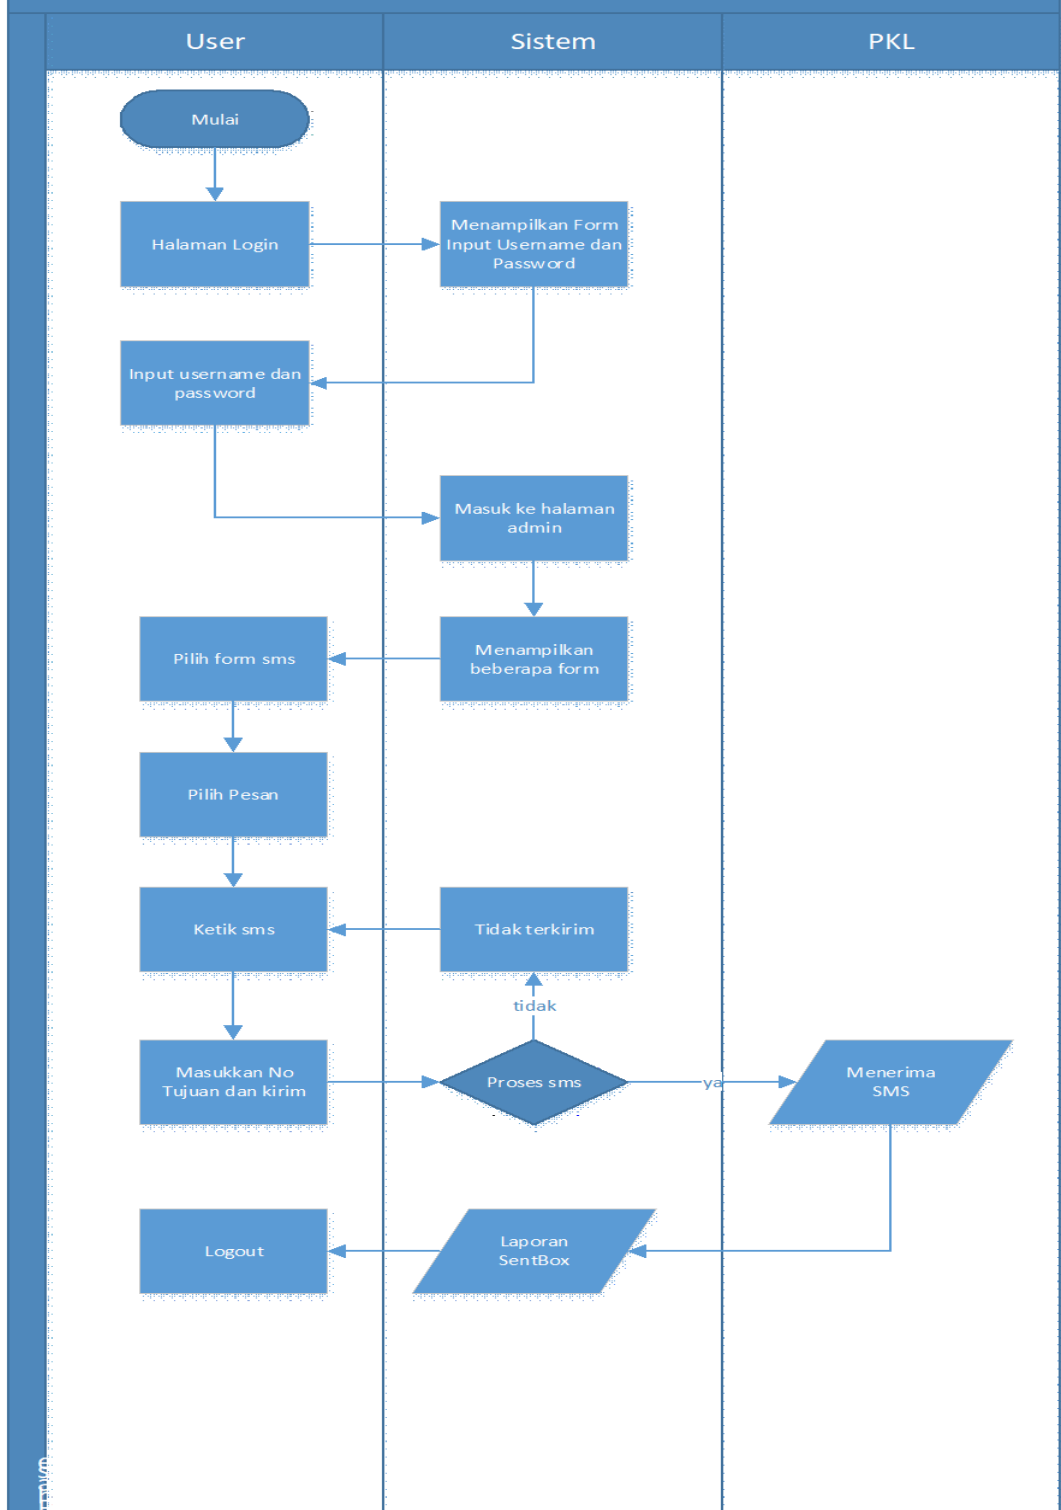 User
Sistem
PKL
Mulai
Halaman Login
Menampilkan Form
Input Username dan
Password
Input username dan
password
Masuk ke halaman
admin
Pilih form sms
Menampilkan
beberapa form
Pilih Pesan
Ketik sms
Tidak terkirim
tidak
Masukkan No
Tujuan dan kirim
Proses sms
ya
Menerima
SMS
Logout
Laporan
SentBox